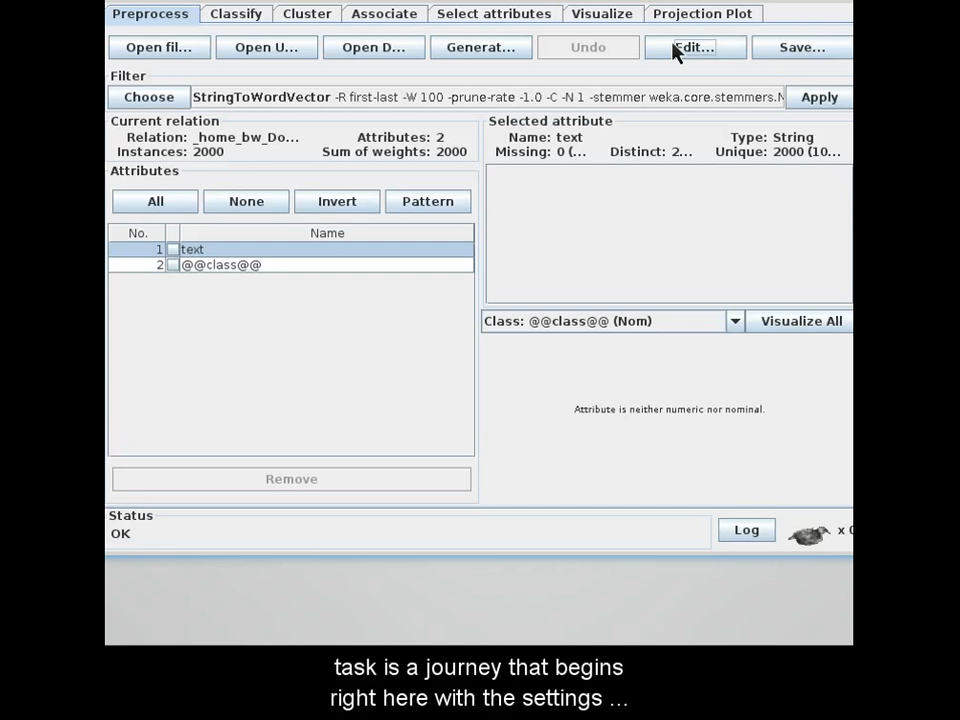 Preprocess Classify Cluster Associate Select attributes Visualize Projection Plot
Open fil... Open U... Open D... Generat... Undo Edit... Save...
Filter
Choose StringToWordVector -R first-last -W 100 -prune-rate -1.0 -C -N 1 -stemmer weka.core.stemmers.N Apply
Current relation
Relation: _home_bw_Do... Attributes: 2
Instances: 2000 Sum of weights: 2000
Selected attribute
Name: text Type: String
Missing: 0 (... Distinct: 2... Unique: 2000 (10...
Attributes
All None Invert Pattern
No. Name
1 text
2 @@class@@
Class: @@class@@ (Nom) Visualize All
Attribute is neither numeric nor nominal.
Remove
Status
OK
Log x 0
task is a journey that begins
right here with the settings ...